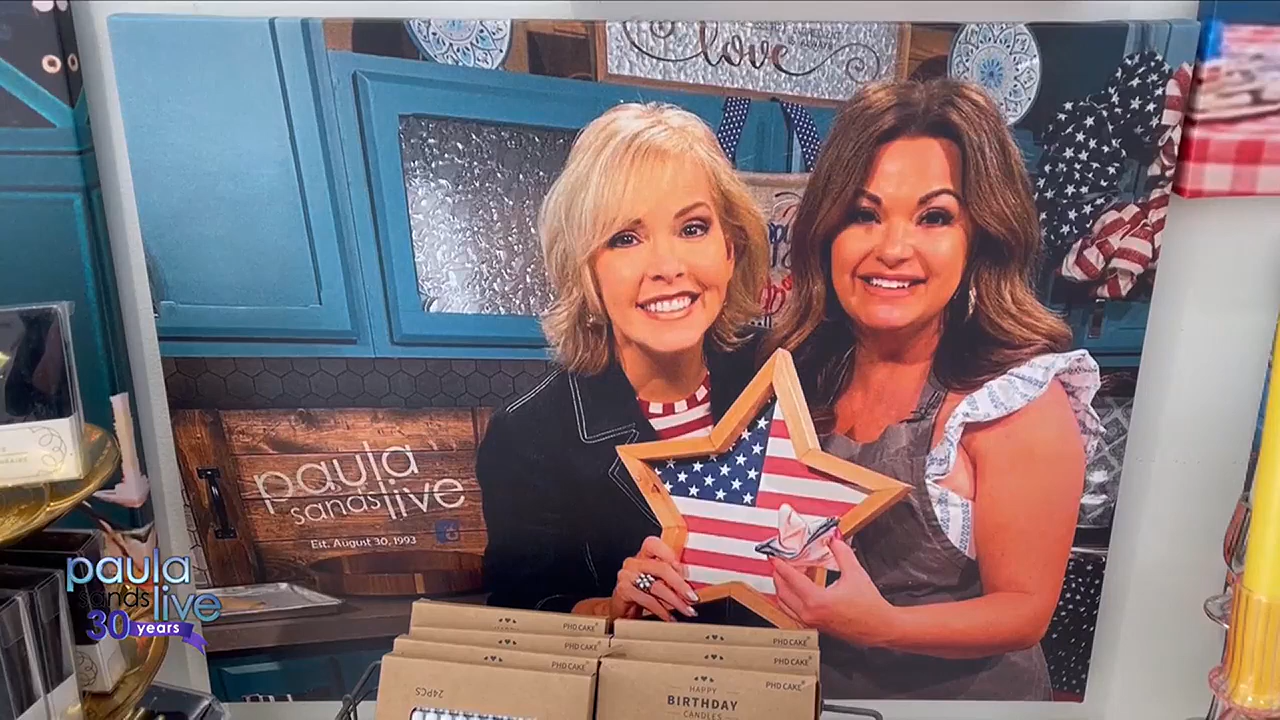 love
paula
sands live
Est. August 30, 1993
paula
sands live
30 years
PHD CAKE
PHD CAKE
PHD CAKE
PHD CAKE
PHD CAKE
PHD CAKE
24PCS
HAPPY
BIRTHDAY
CANDLES